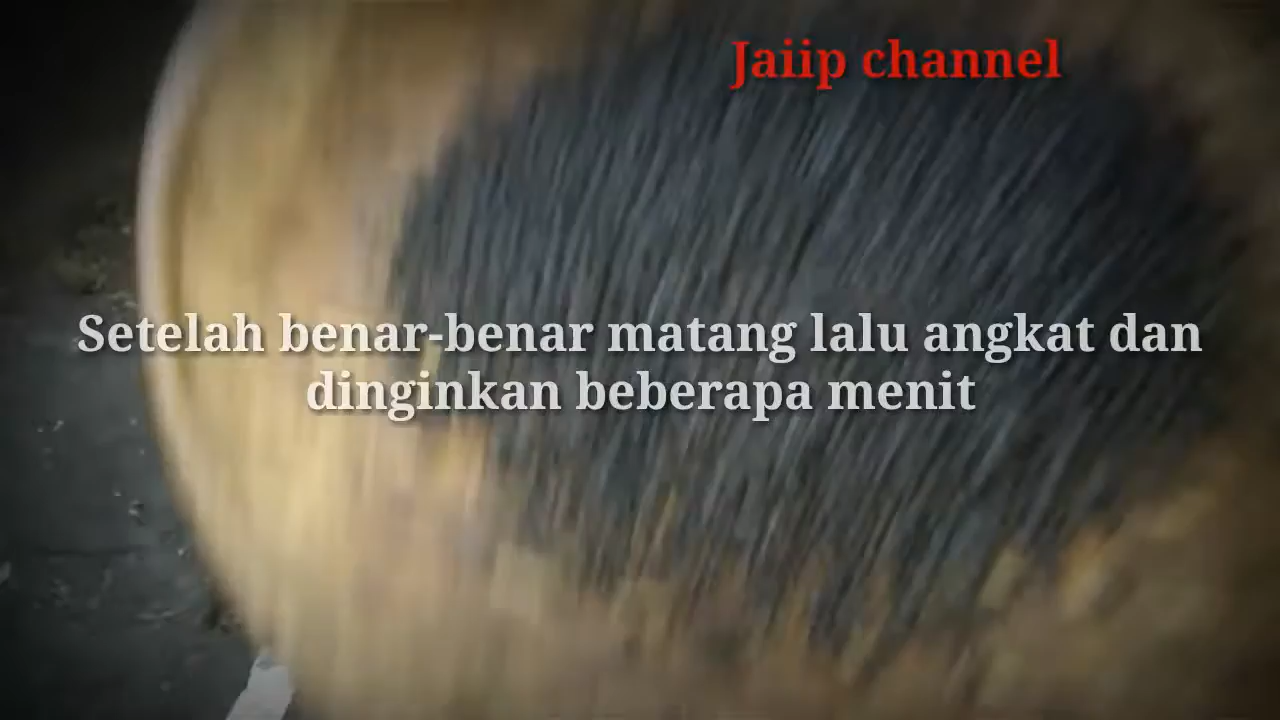 Jaiip channel
Setelah benar-benar matang lalu angkat dan
dinginkan beberapa menit